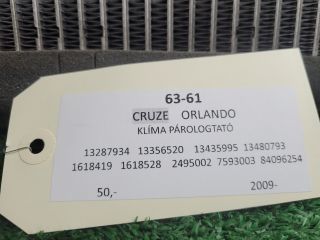 63-61
CRUZE ORLANDO
KLÍMA PÁROLOGTATÓ
13287934 13356520 13435995 13480793
1618419 1618528 2495002 7593003 84096254
50,- 2009-